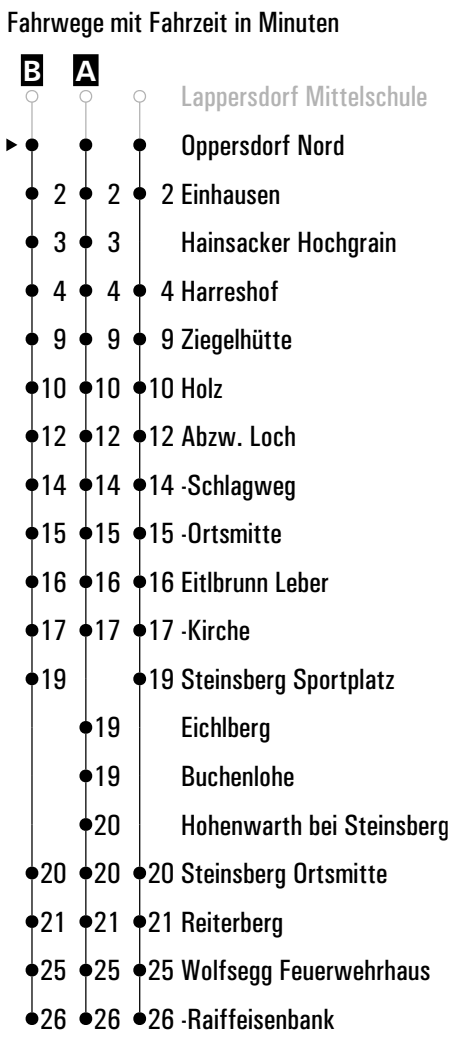 Fahrwege mit Fahrzeit in Minuten
B A
Lappersdorf Mittelschule
Oppersdorf Nord
2 2 2 Einhausen
3 3 Hainsacker Hochgrain
4 4 4 Harreshof
9 9 9 Ziegelhütte
10 10 10 Holz
12 12 12 Abzw. Loch
14 14 14 -Schlagweg
15 15 15 -Ortsmitte
16 16 16 Eitlbrunn Leber
17 17 17 -Kirche
19 19 Steinsberg Sportplatz
19 Eichlberg
19 Buchenlohe
20 Hohenwarth bei Steinsberg
20 20 20 Steinsberg Ortsmitte
21 21 21 Reiterberg
25 25 25 Wolfsegg Feuerwehrhaus
26 26 26 -Raiffeisenbank